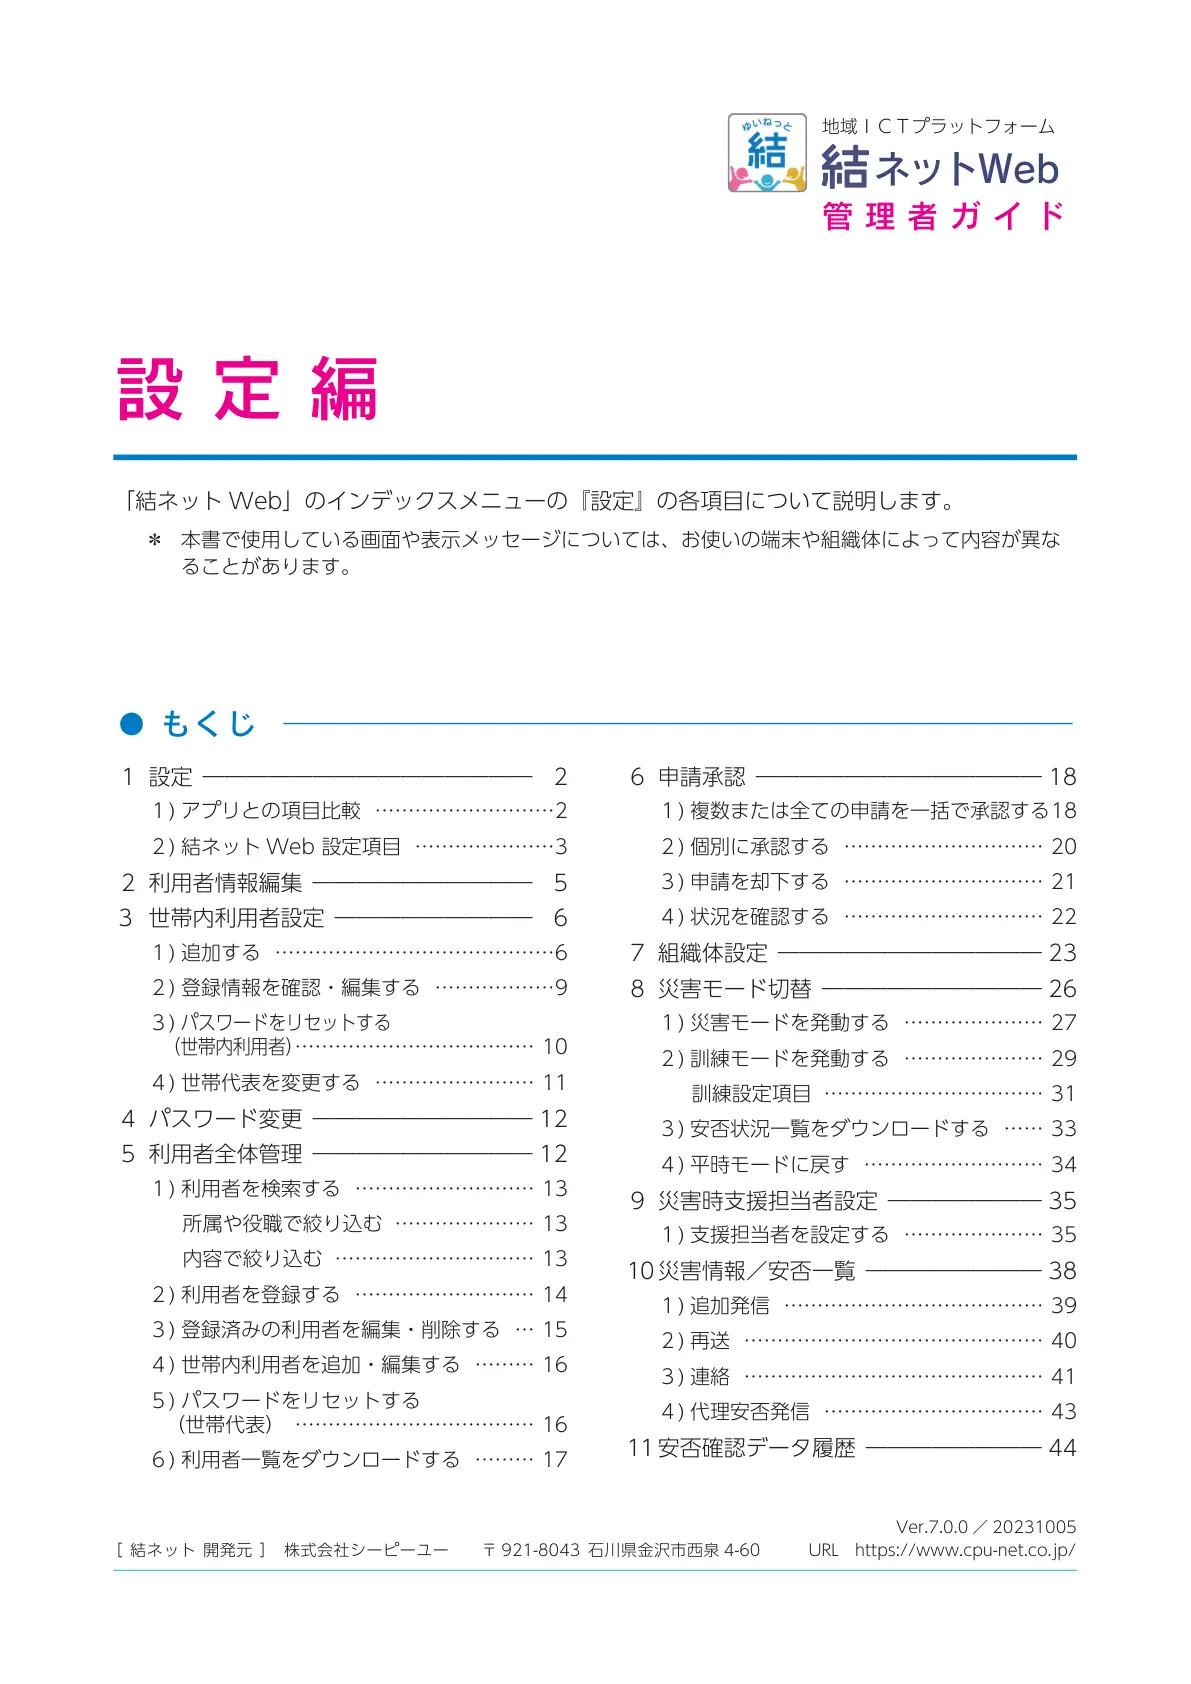 ゆいねっと
結
地域ＩＣＴプラットフォーム
結ネットWeb
管理者ガイド
設定編
「結ネット Web」のインデックスメニューの『設定』の各項目について説明します。
＊ 本書で使用している画面や表示メッセージについては、お使いの端末や組織体によって内容が異な
ることがあります。
● もくじ
1 設定 ――――――――――――――― 2
1) アプリとの項目比較 ………………………2
2) 結ネット Web 設定項目 …………………3
2 利用者情報編集 ―――――――――― 5
3 世帯内利用者設定 ――――――――― 6
1) 追加する ……………………………………6
2) 登録情報を確認・編集する ………………9
3) パスワードをリセットする
（世帯内利用者)……………………………… 10
4) 世帯代表を変更する …………………… 11
4 パスワード変更 ―――――――――― 12
5 利用者全体管理 ―――――――――― 12
1) 利用者を検索する ……………………… 13
所属や役職で絞り込む ………………… 13
内容で絞り込む ………………………… 13
2) 利用者を登録する ……………………… 14
3) 登録済みの利用者を編集・削除する … 15
4) 世帯内利用者を追加・編集する ……… 16
5) パスワードをリセットする
（世帯代表） ……………………………… 16
6) 利用者一覧をダウンロードする ……… 17
6 申請承認 ――――――――――――― 18
1) 複数または全ての申請を一括で承認する18
2) 個別に承認する ………………………… 20
3) 申請を却下する ………………………… 21
4) 状況を確認する ………………………… 22
7 組織体設定 ―――――――――――― 23
8 災害モード切替 ―――――――――― 26
1) 災害モードを発動する ………………… 27
2) 訓練モードを発動する ………………… 29
訓練設定項目 …………………………… 31
3) 安否状況一覧をダウンロードする …… 33
4) 平時モードに戻す ……………………… 34
9 災害時支援担当者設定 ――――――― 35
1) 支援担当者を設定する ………………… 35
10 災害情報／安否一覧 ―――――――― 38
1) 追加発信 ………………………………… 39
2) 再送 ……………………………………… 40
3) 連絡 ……………………………………… 41
4) 代理安否発信 …………………………… 43
11 安否確認データ履歴 ―――――――― 44
Ver.7.0.0 ／ 20231005
［ 結ネット 開発元 ］ 株式会社シーピーユー 〒 921-8043 石川県金沢市西泉 4-60 URL https://www.cpu-net.co.jp/